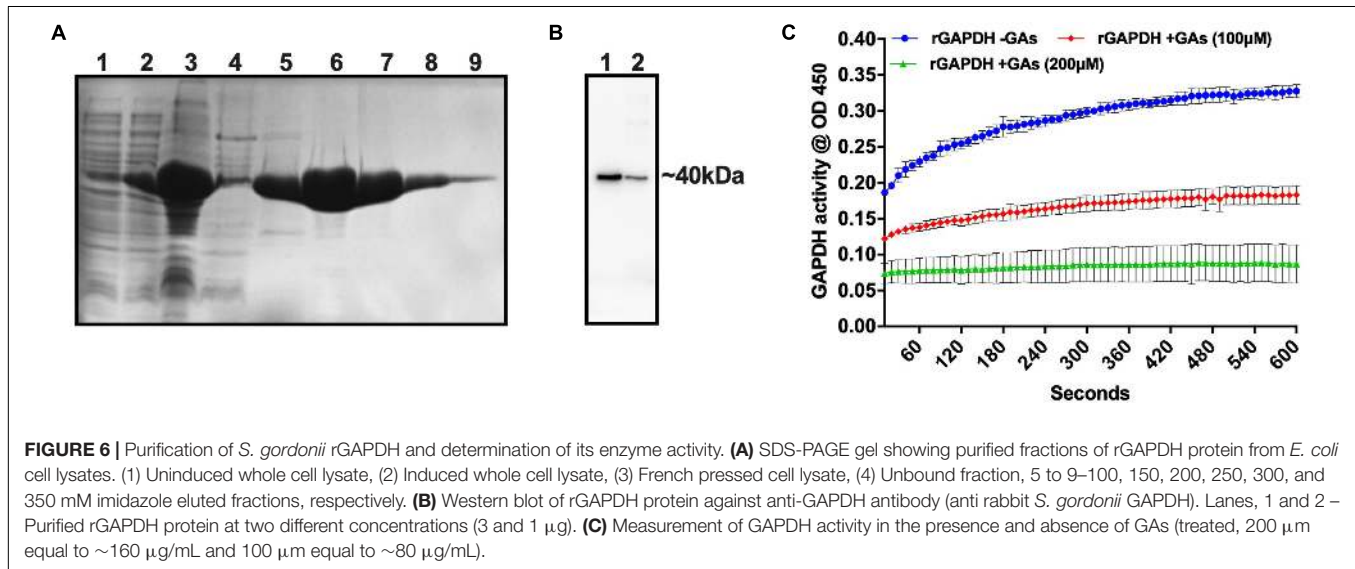 A
1 2 3 4 5 6 7 8 9
B
1 2
~40kDa
C
rGAPDH -GAs
rGAPDH +GAs (100µM)
rGAPDH +GAs (200µM)
GAPDH activity @ OD 450
0.40
0.35
0.30
0.25
0.20
0.15
0.10
0.05
0.00
60 120 180 240 300 360 420 480 540 600
Seconds
FIGURE 6 | Purification of S. gordonii rGAPDH and determination of its enzyme activity. (A) SDS-PAGE gel showing purified fractions of rGAPDH protein from E. coli
cell lysates. (1) Uninduced whole cell lysate, (2) Induced whole cell lysate, (3) French pressed cell lysate, (4) Unbound fraction, 5 to 9–100, 150, 200, 250, 300, and
350 mM imidazole eluted fractions, respectively. (B) Western blot of rGAPDH protein against anti-GAPDH antibody (anti rabbit S. gordonii GAPDH). Lanes, 1 and 2 –
Purified rGAPDH protein at two different concentrations (3 and 1 µg). (C) Measurement of GAPDH activity in the presence and absence of GAs (treated, 200 µm
equal to ~160 µg/mL and 100 µm equal to ~80 µg/mL).